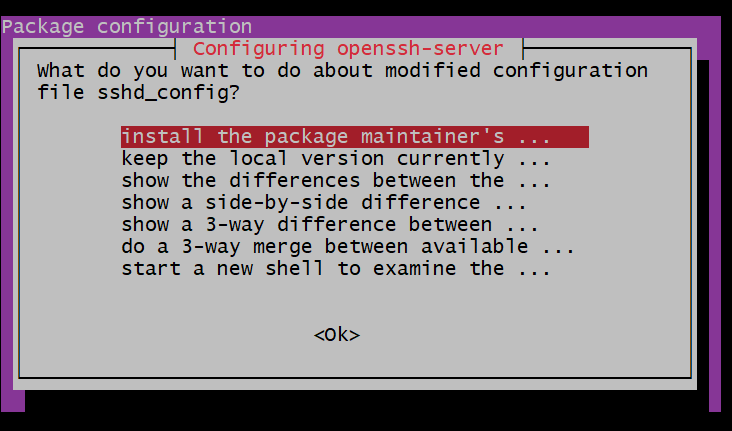 Package configuration
Configuring openssh-server
What do you want to do about modified configuration
file sshd_config?
install the package maintainer's ...
keep the local version currently ...
show the differences between the ...
show a side-by-side difference ...
show a 3-way difference between ...
do a 3-way merge between available ...
start a new shell to examine the ...
<Ok>